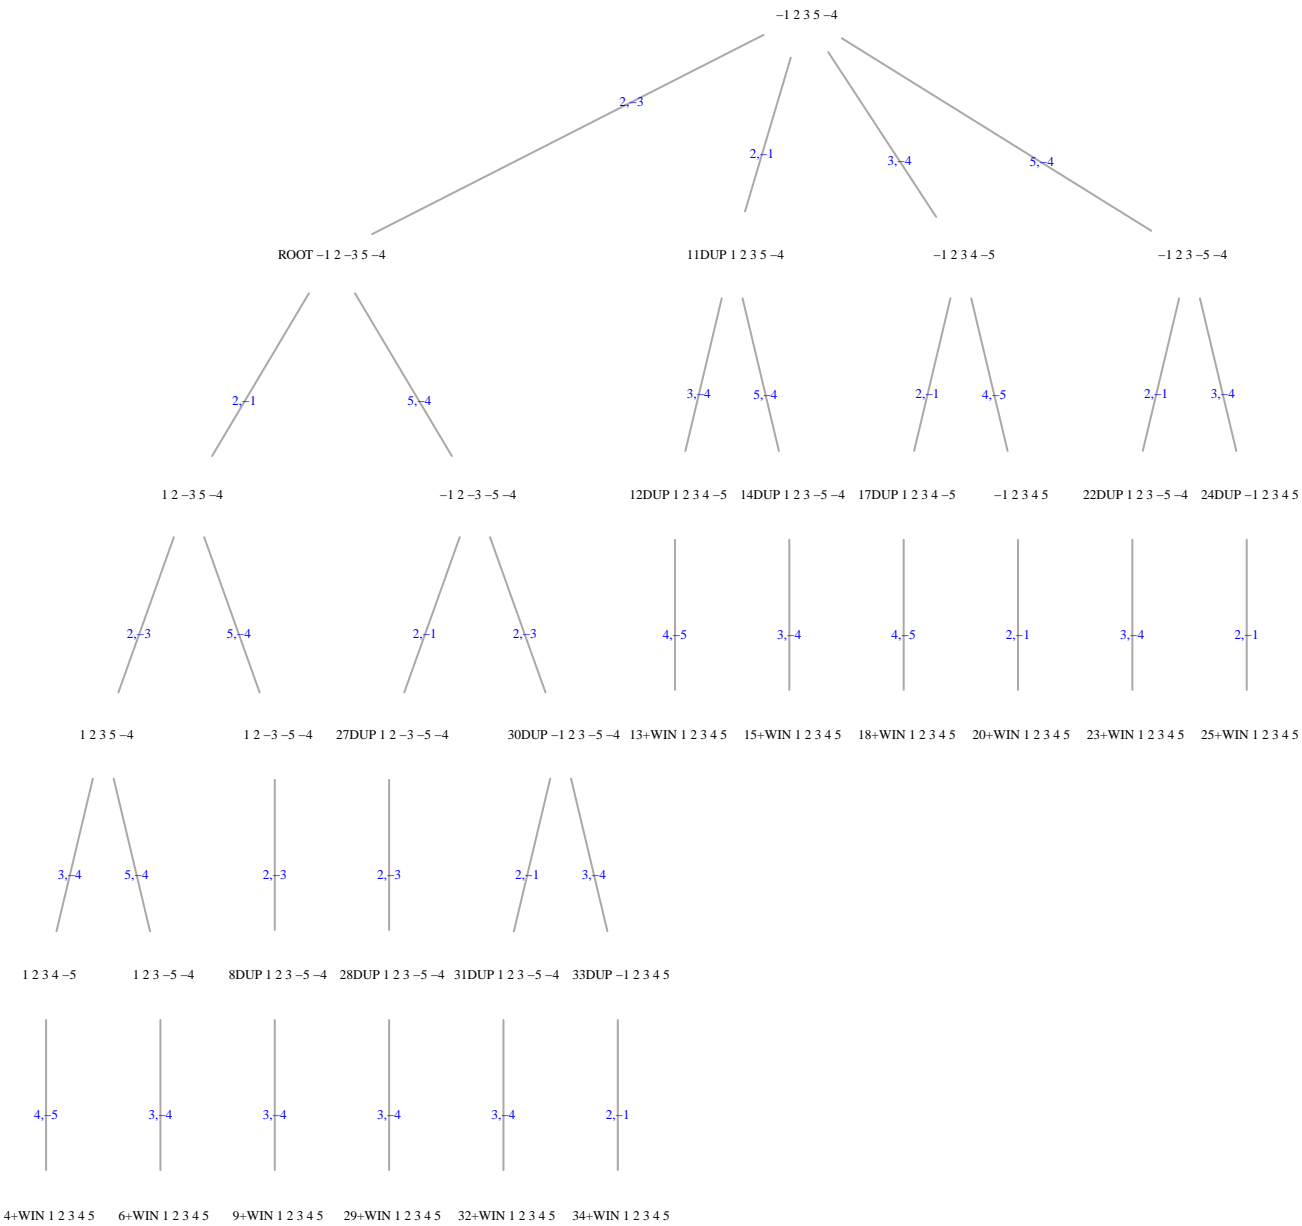 −1 2 3 5 −4
2,−3
2,−1
3,−4
5,−4
ROOT −1 2 −3 5 −4
11DUP 1 2 3 5 −4
−1 2 3 4 −5
−1 2 3 −5 −4
2,−1
5,−4
3,−4
5,−4
2,−1
4,−5
2,−1
3,−4
1 2 −3 5 −4
−1 2 −3 −5 −4
12DUP 1 2 3 4 −5
14DUP 1 2 3 −5 −4
17DUP 1 2 3 4 −5
−1 2 3 4 5
22DUP 1 2 3 −5 −4
24DUP −1 2 3 4 5
2,−3
5,−4
2,−1
2,−3
4,−5
3,−4
4,−5
2,−1
3,−4
2,−1
1 2 3 5 −4
1 2 −3 −5 −4
27DUP 1 2 −3 −5 −4
30DUP −1 2 3 −5 −4
13+WIN 1 2 3 4 5
15+WIN 1 2 3 4 5
18+WIN 1 2 3 4 5
20+WIN 1 2 3 4 5
23+WIN 1 2 3 4 5
25+WIN 1 2 3 4 5
3,−4
5,−4
2,−3
2,−3
2,−1
3,−4
1 2 3 4 −5
1 2 3 −5 −4
8DUP 1 2 3 −5 −4
28DUP 1 2 3 −5 −4
31DUP 1 2 3 −5 −4
33DUP −1 2 3 4 5
4,−5
3,−4
3,−4
3,−4
3,−4
2,−1
4+WIN 1 2 3 4 5
6+WIN 1 2 3 4 5
9+WIN 1 2 3 4 5
29+WIN 1 2 3 4 5
32+WIN 1 2 3 4 5
34+WIN 1 2 3 4 5